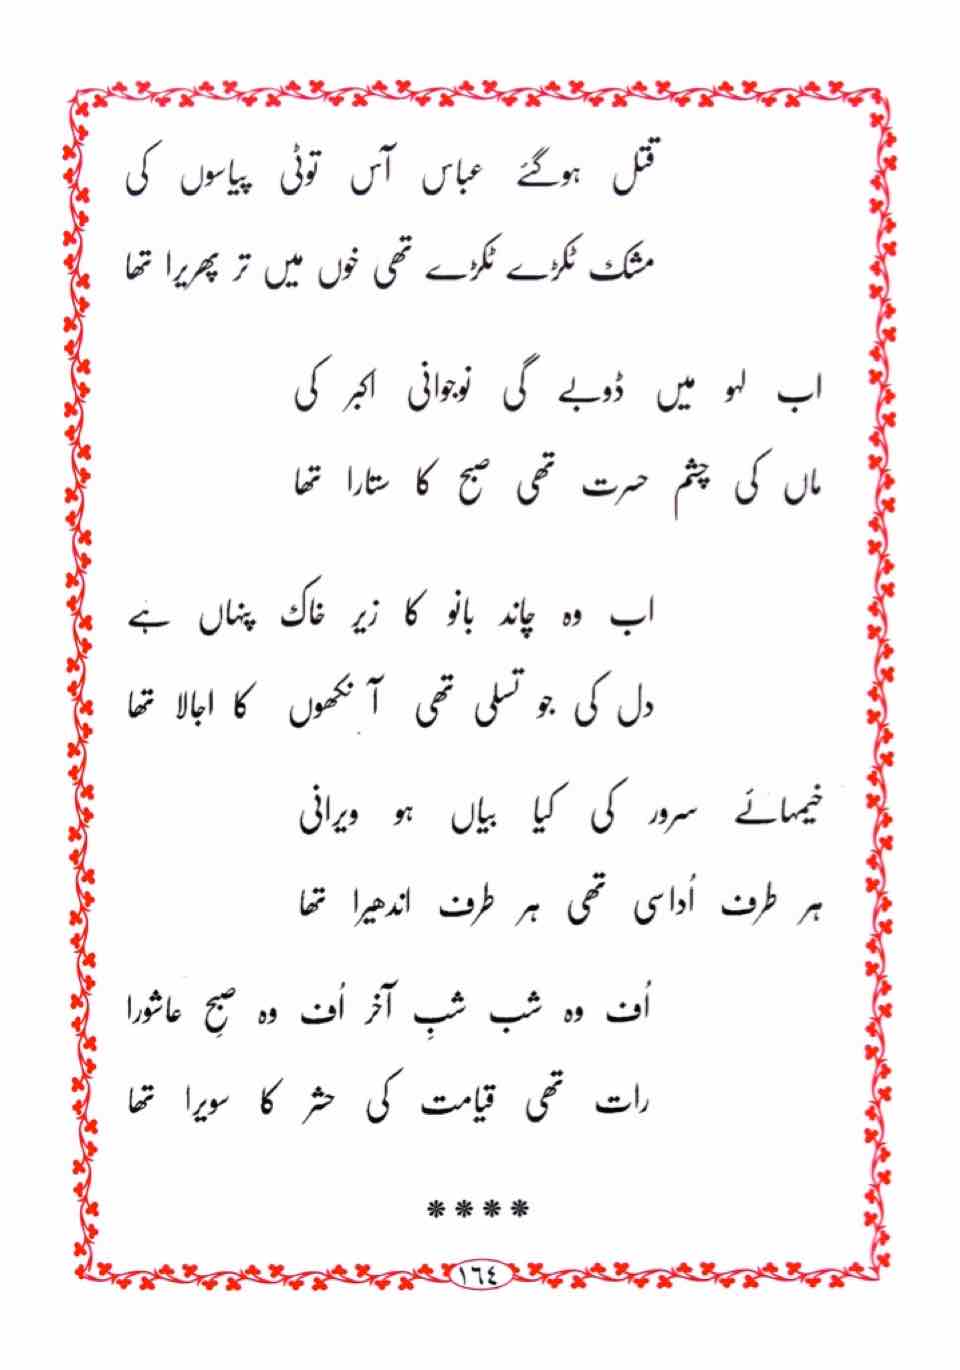 قتل ہوگئے عباس آس توٹی پیاسوں کی
مشک ٹکڑے ٹکڑے تھی خوں میں تر پھریرا تھا
اب لہو میں ڈوبے گی نوجوانی اکبر کی
ماں کی چشم حسرت تھی صبح کا ستارا تھا
اب وہ چاند بانو کا زیر خاک پنہاں ہے
دل کی جو تسلی تھی آنکھوں کا اجالا تھا
خیمہائے سرور کی کیا بیاں ہو ویرانی
ہر طرف اُداسی تھی ہر طرف اندھیرا تھا
اُف وہ شب شبِ آخر اُف وہ صبحِ عاشورا
رات تھی قیامت کی حشر کا سویرا تھا
****
١٦٤